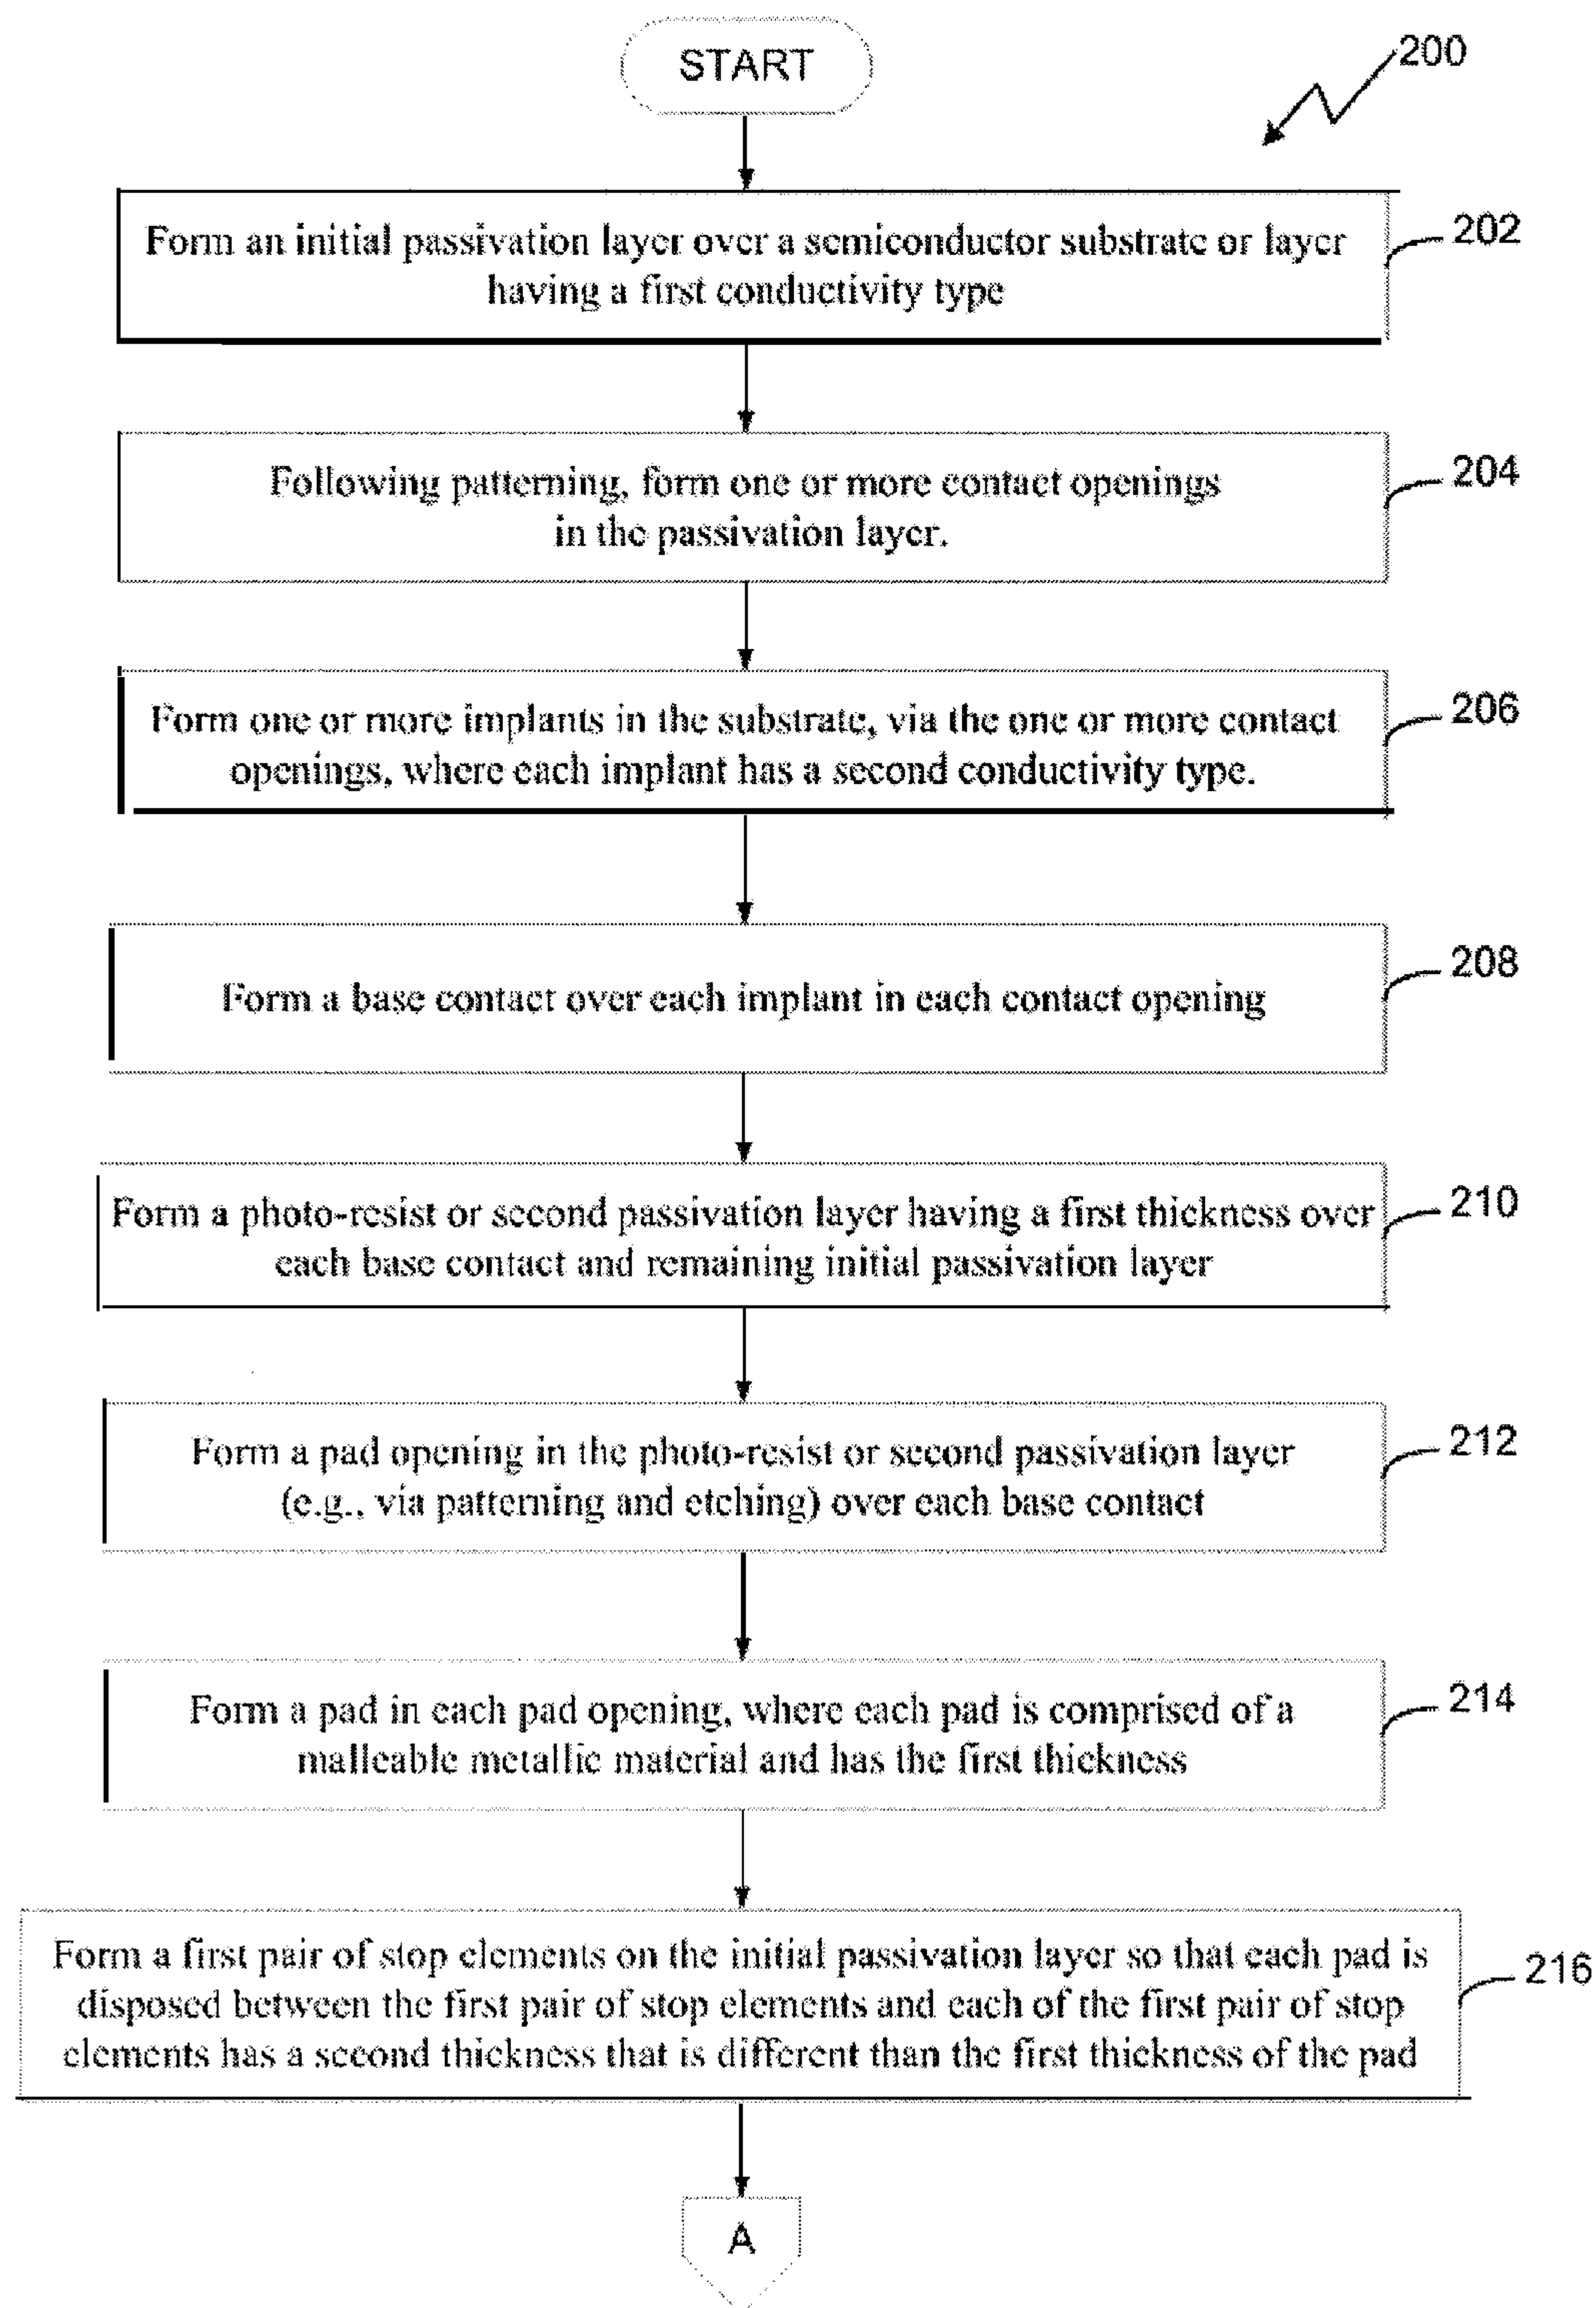 START
200
Form an initial passivation layer over a semiconductor substrate or layer
having a first conductivity type
202
Following patterning, form one or more contact openings
in the passivation layer.
204
Form one or more implants in the substrate, via the one or more contact
openings, where each implant has a second conductivity type.
206
Form a base contact over each implant in each contact opening
208
Form a photo-resist or second passivation layer having a first thickness over
each base contact and remaining initial passivation layer
210
Form a pad opening in the photo-resist or second passivation layer
(e.g., via patterning and etching) over each base contact
212
Form a pad in each pad opening, where each pad is comprised of a
malleable metallic material and has the first thickness
214
Form a first pair of stop elements on the initial passivation layer so that each pad is
disposed between the first pair of stop elements and each of the first pair of stop
elements has a second thickness that is different than the first thickness of the pad
216
A